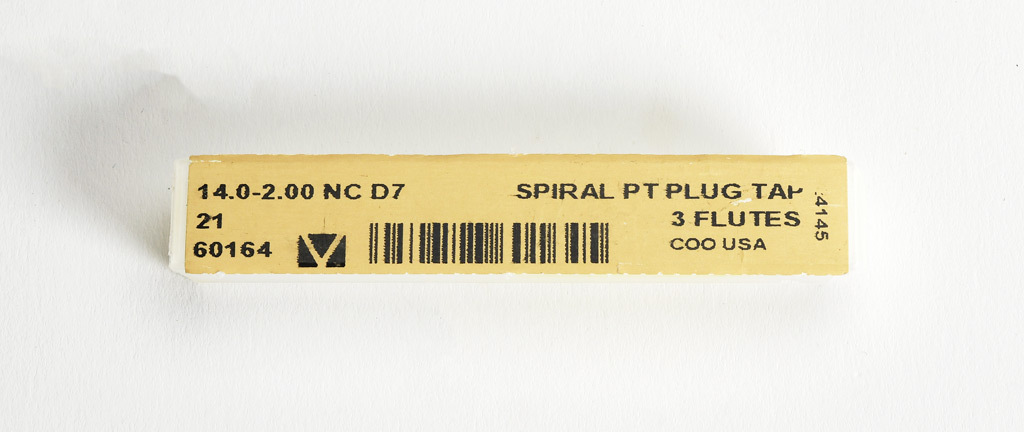 14.0-2.00 NC D7
21
60164
SPIRAL PT PLUG TAP
3 FLUTES
COO USA
:4145